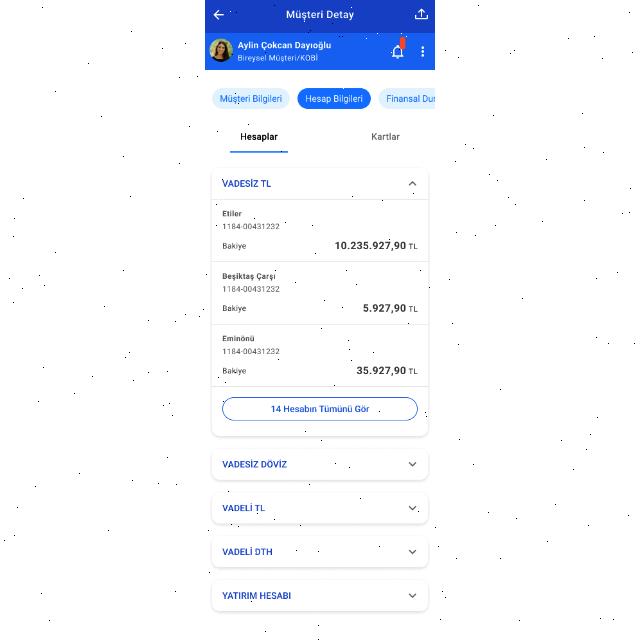 Müşteri Detay
Aylin Çokcan Dayıoğlu
Bireysel Müşteri/KOBİ
Müşteri Bilgileri
Hesap Bilgileri
Finansal Dur
Hesaplar
Kartlar
VADESİZ TL
Etiler
1184-00431232
Bakiye 10.235.927,90 TL
Beşiktaş Çarşı
1184-00431232
Bakiye 5.927,90 TL
Eminönü
1184-00431232
Bakiye 35.927,90 TL
14 Hesabın Tümünü Gör
VADESİZ DÖVİZ
VADELİ TL
VADELİ DTH
YATIRIM HESABI